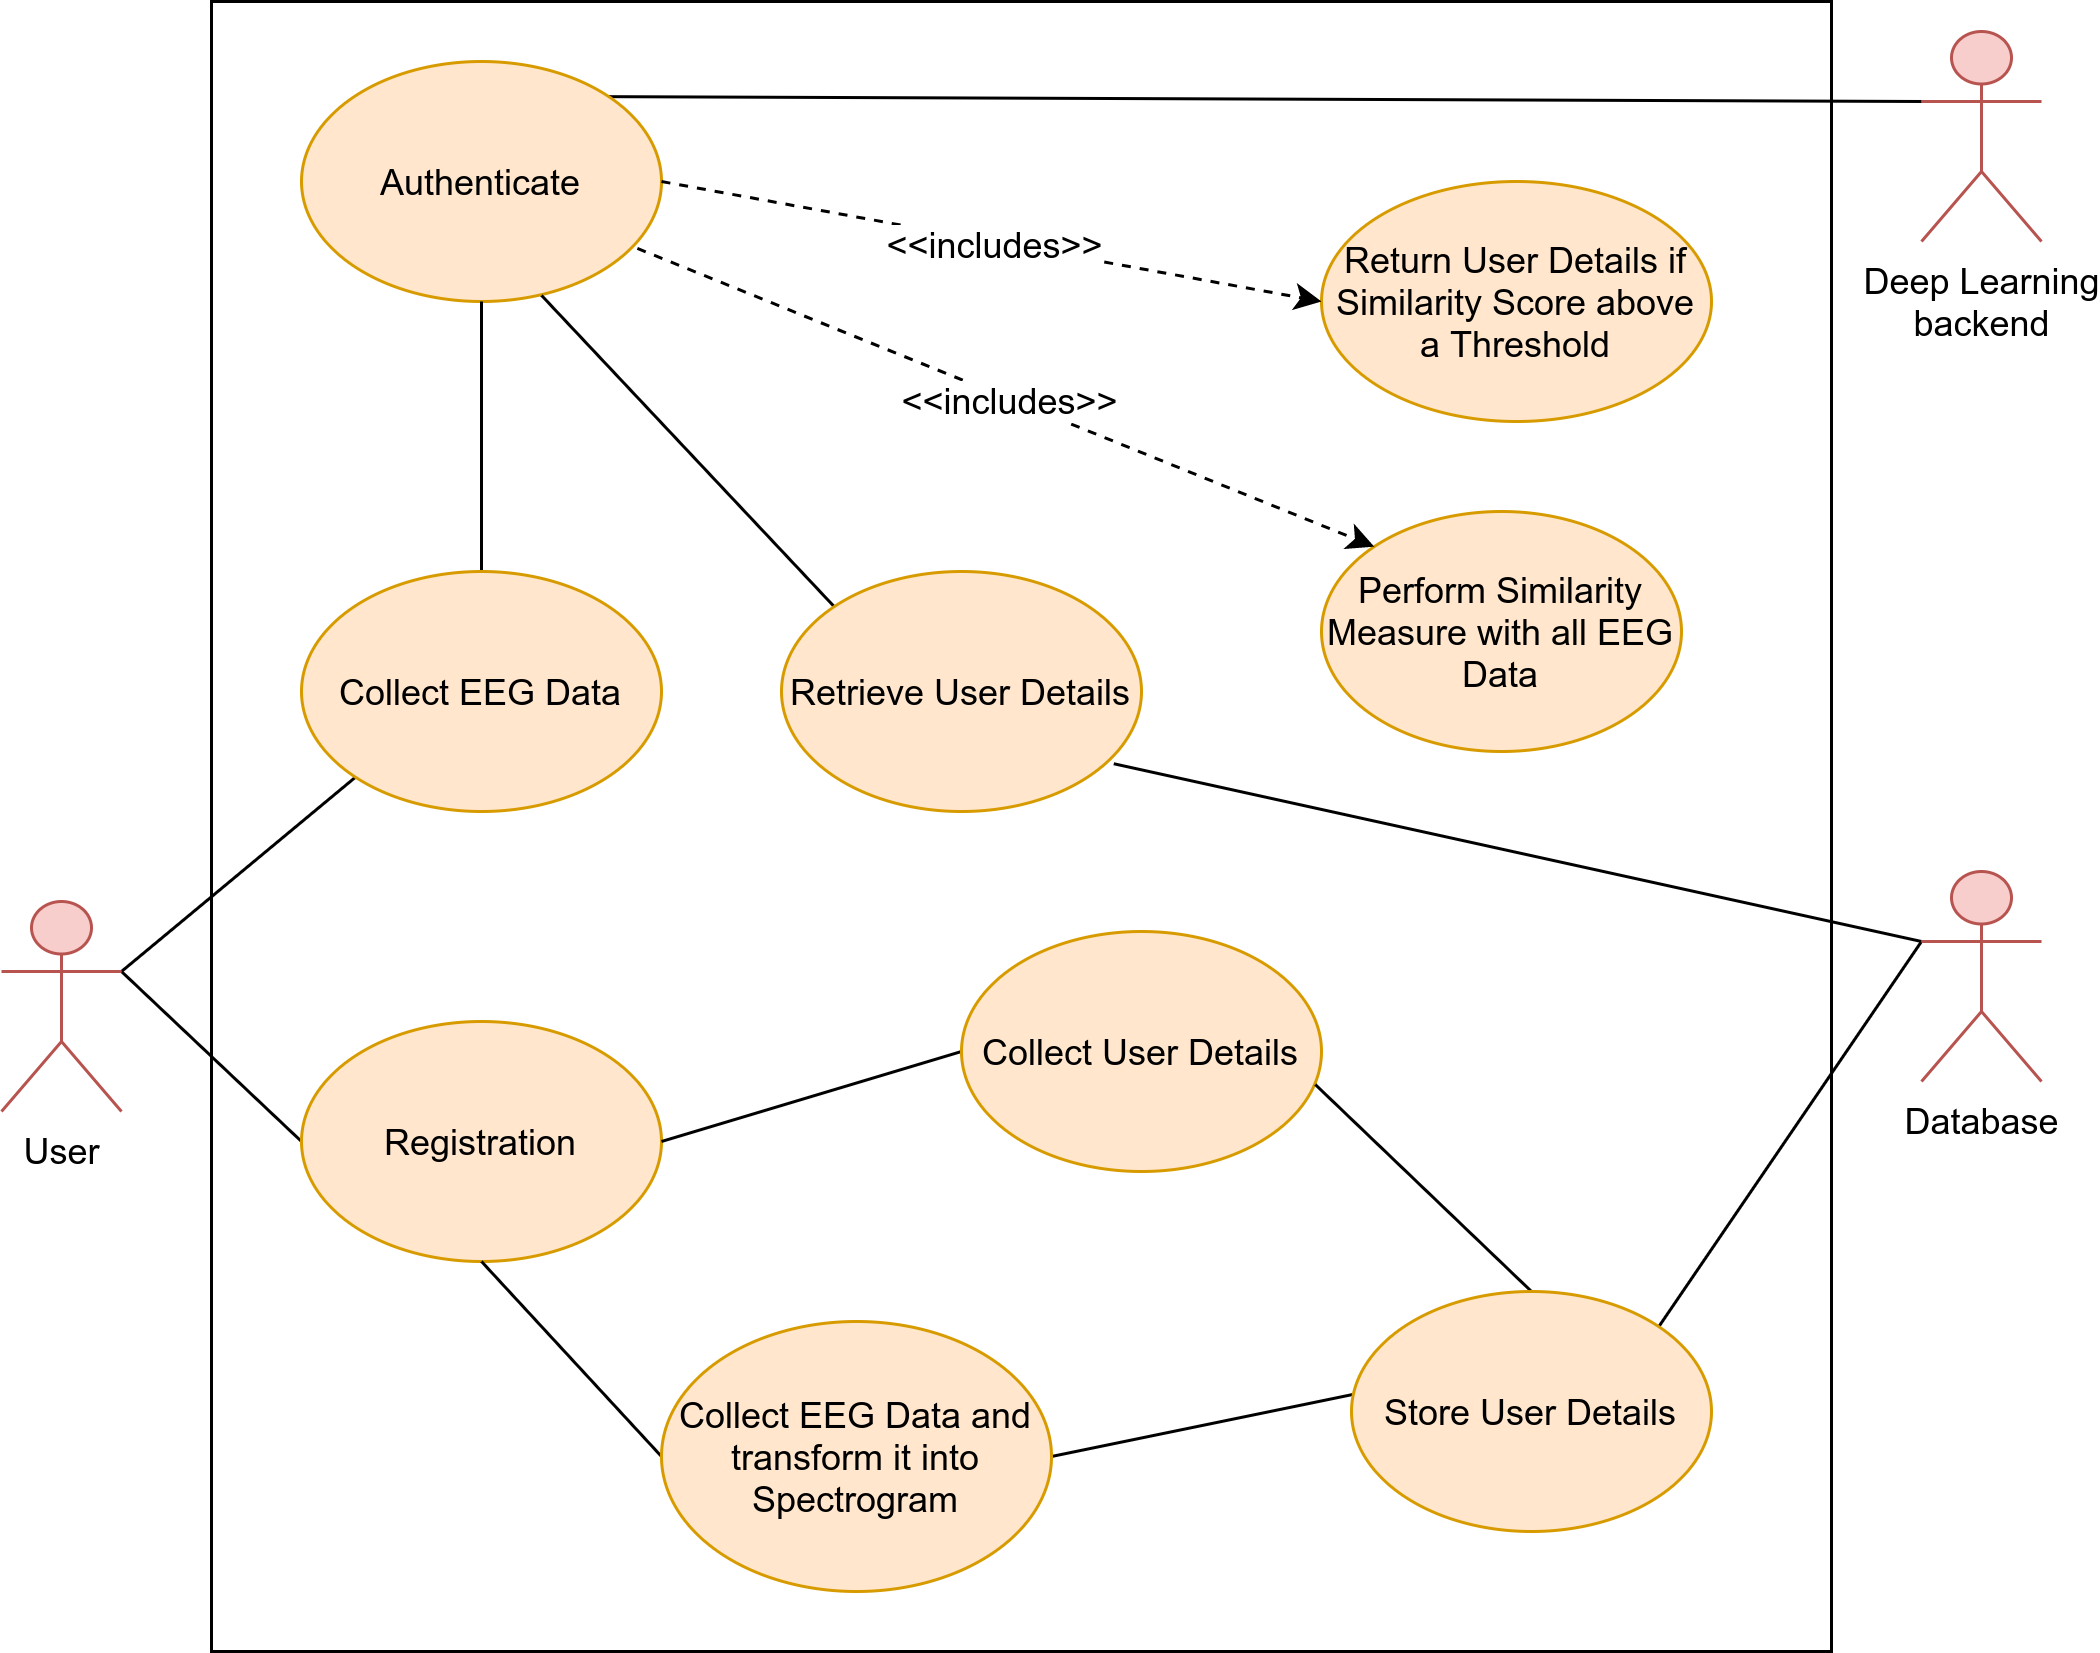 Authenticate
<<includes>>
Return User Details if
Similarity Score above
a Threshold
Deep Learning
backend
<<includes>>
Perform Similarity
Measure with all EEG
Data
Collect EEG Data
Retrieve User Details
User
Registration
Collect User Details
Database
Collect EEG Data and
transform it into
Spectrogram
Store User Details